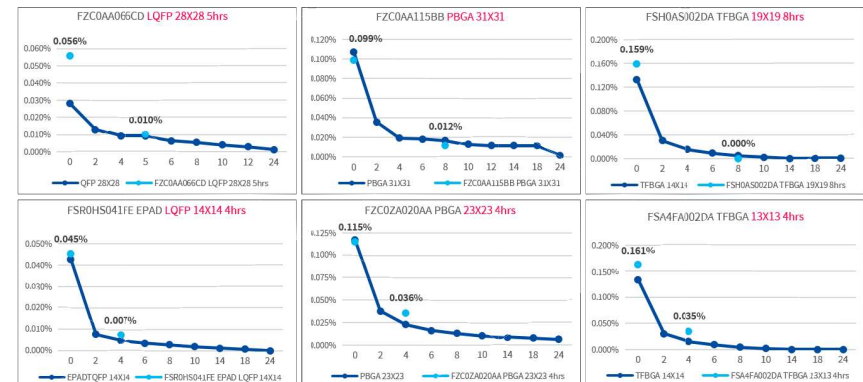 FZC0AA066CD LQFP 28X28 5hrs
0.056%
0.060%
0.050%
0.040%
0.030%
0.020%
0.010%
0.000%
0.010%
0 2 4 5 6 8 10 12 24
QFP 28X28 FZC0AA066CD LQFP 28X28 5hrs
FZC0AA115BB PBGA 31X31
0.099%
0.120%
0.100%
0.080%
0.060%
0.040%
0.020%
0.000%
0.012%
0 2 4 6 8 10 12 14 18 24
PBGA 31X31 FZC0AA115BB PBGA 31X31
FSH0AS002DA TFBGA 19X19 8hrs
0.200%
0.159%
0.160%
0.120%
0.080%
0.040%
0.000%
0.000%
0 2 4 6 8 10 12 14 18 24
TFBGA 14X14 FSH0AS002DA TFBGA 19X19 8hrs
FSR0HS041FE EPAD LQFP 14X14 4hrs
0.050%
0.045%
0.040%
0.030%
0.020%
0.010%
0.000%
0.007%
0 2 4 6 8 10 12 14 18 24
EPADTQFP 14X14 FSR0HS041FE EPAD LQFP 14X14
FZC0ZA020AA PBGA 23X23 4hrs
0.115%
0.125%
0.100%
0.075%
0.050%
0.025%
0.000%
0.036%
0 2 4 6 8 10 12 14 18 24
PBGA 23X23 FZC0ZA020AA PBGA 23X23 4hrs
FSA4FA002DA TFBGA 13X13 4hrs
0.200%
0.161%
0.150%
0.100%
0.050%
0.000%
0.035%
0 2 4 6 8 10 12 14 18 24
TFBGA 14X14 FSA4FA002DA TFBGA 13X13 4hrs